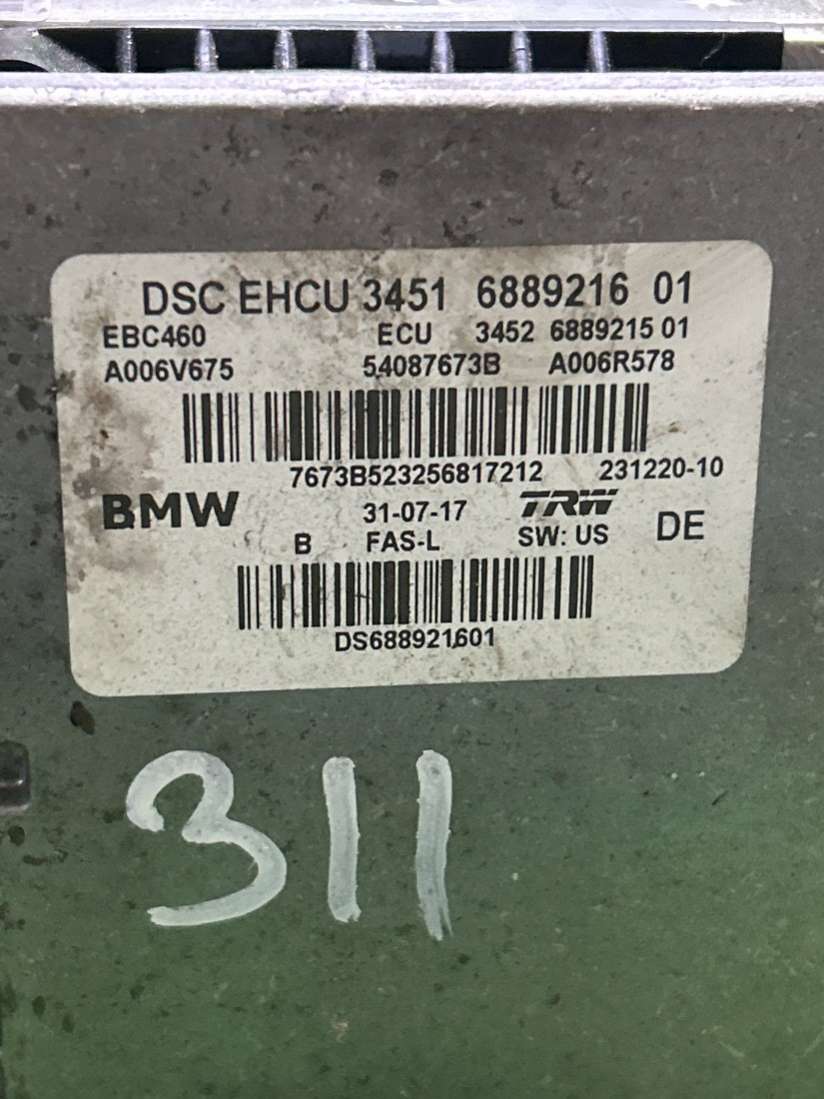 DSC EHCU 3451 6889216 01
EBC460 ECU 3452 6889215 01
A006V675 54087673B A006R578
7673B523256817212 231220-10
BMW 31-07-17 TRW
B FAS-L SW: US DE
DS688921601
311